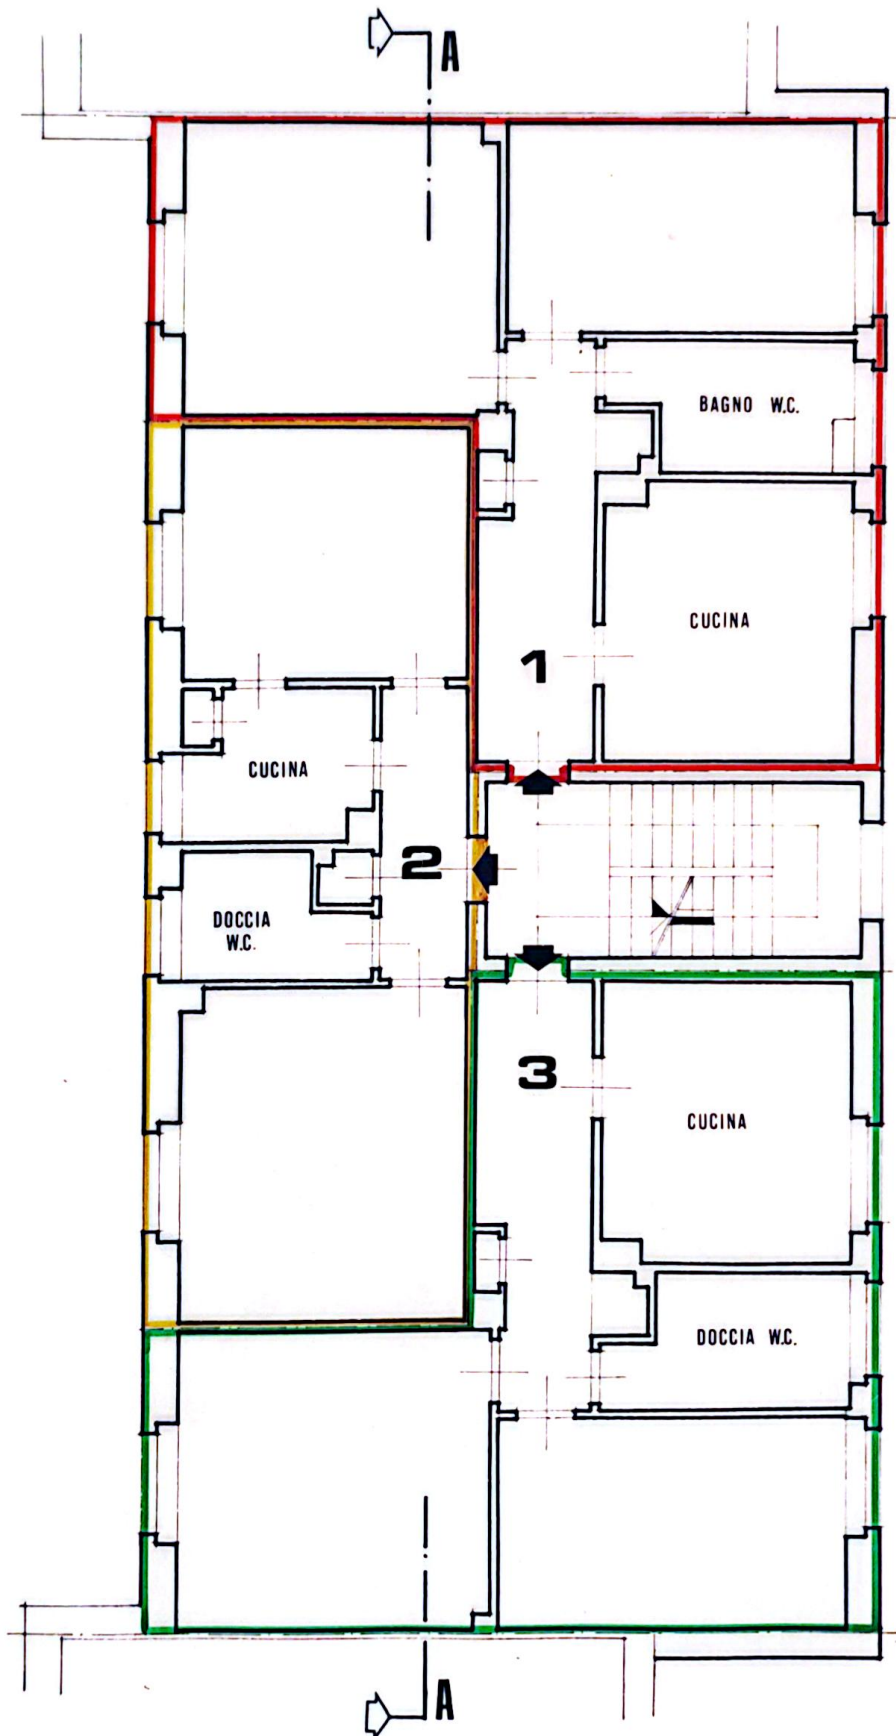 A
BAGNO W.C.
CUCINA
1
CUCINA
2
DOCCIA
W.C.
3
CUCINA
DOCCIA W.C.
A